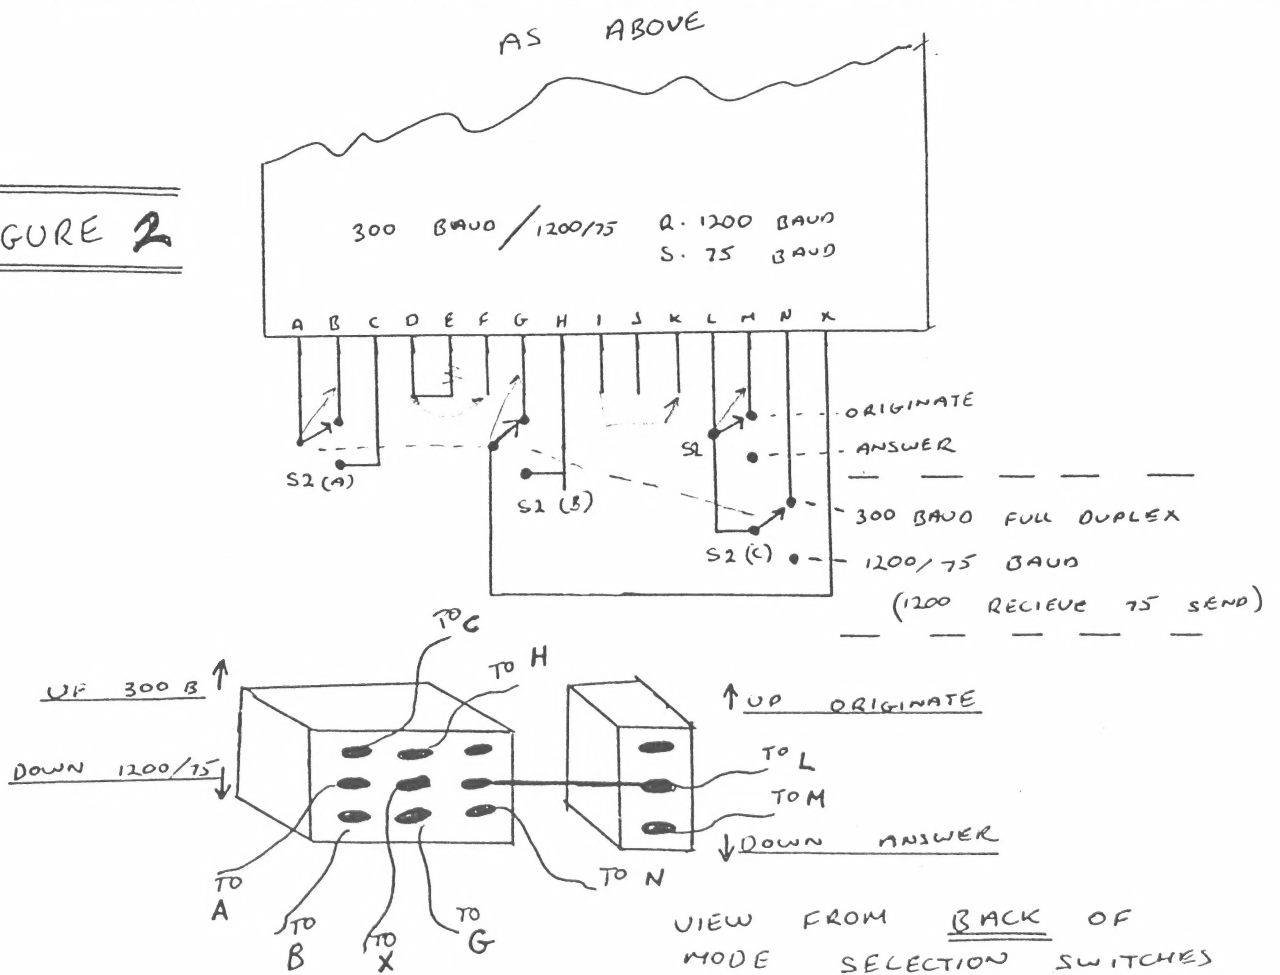 AS ABOVE
GURE 2
300 BAUD / 1200/75 R. 1200 BAUD
S. 75 BAUD
A B C D E F G H I J K L M N X
ORIGINATE
S2
ANSWER
S2 (A)
S2 (B)
300 BAUD FULL DUPLEX
S2 (C)
1200/75 BAUD
(1200 RECIEVE 75 SEND)
TO C
TO H
UP 300 B
UP ORIGINATE
DOWN 1200/75
TO L
TO M
DOWN ANSWER
TO A
TO B
TO X
TO G
TO N
VIEW FROM BACK OF
MODE SELECTION SWITCHES